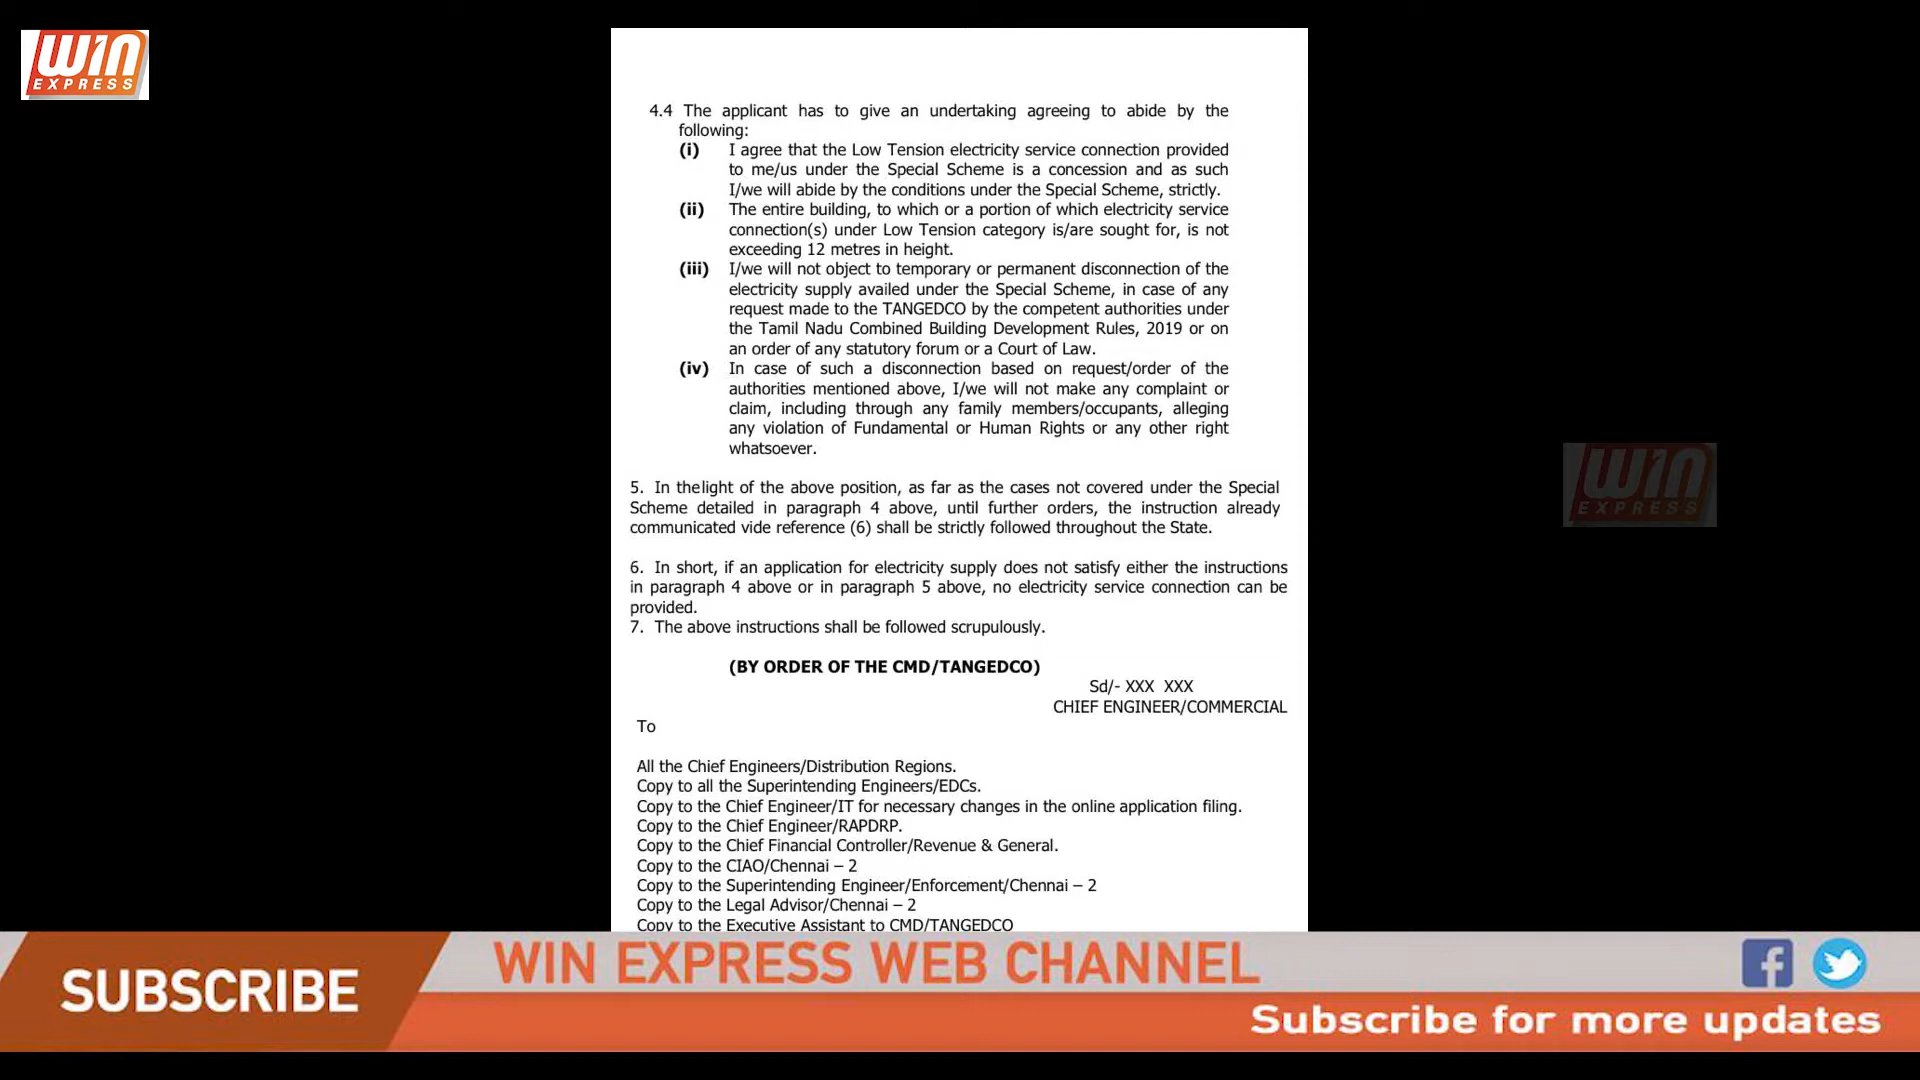 WIN
EXPRESS
4.4 The applicant has to give an undertaking agreeing to abide by the
following:
(i) I agree that the Low Tension electricity service connection provided
to me/us under the Special Scheme is a concession and as such
I/we will abide by the conditions under the Special Scheme, strictly.
(ii) The entire building, to which or a portion of which electricity service
connection(s) under Low Tension category is/are sought for, is not
exceeding 12 metres in height.
(iii) I/we will not object to temporary or permanent disconnection of the
electricity supply availed under the Special Scheme, in case of any
request made to the TANGEDCO by the competent authorities under
the Tamil Nadu Combined Building Development Rules, 2019 or on
an order of any statutory forum or a Court of Law.
(iv) In case of such a disconnection based on request/order of the
authorities mentioned above, I/we will not make any complaint or
claim, including through any family members/occupants, alleging
any violation of Fundamental or Human Rights or any other right
whatsoever.
5. In thelight of the above position, as far as the cases not covered under the Special
Scheme detailed in paragraph 4 above, until further orders, the instruction already
communicated vide reference (6) shall be strictly followed throughout the State.
6. In short, if an application for electricity supply does not satisfy either the instructions
in paragraph 4 above or in paragraph 5 above, no electricity service connection can be
provided.
7. The above instructions shall be followed scrupulously.
(BY ORDER OF THE CMD/TANGEDCO)
Sd/- XXX XXX
CHIEF ENGINEER/COMMERCIAL
To
All the Chief Engineers/Distribution Regions.
Copy to all the Superintending Engineers/EDCs.
Copy to the Chief Engineer/IT for necessary changes in the online application filing.
Copy to the Chief Engineer/RAPDRP.
Copy to the Chief Financial Controller/Revenue & General.
Copy to the CIAO/Chennai – 2
Copy to the Superintending Engineer/Enforcement/Chennai – 2
Copy to the Legal Advisor/Chennai – 2
Copy to the Executive Assistant to CMD/TANGEDCO
WIN
EXPRESS
SUBSCRIBE
WIN EXPRESS WEB CHANNEL
Subscribe for more updates